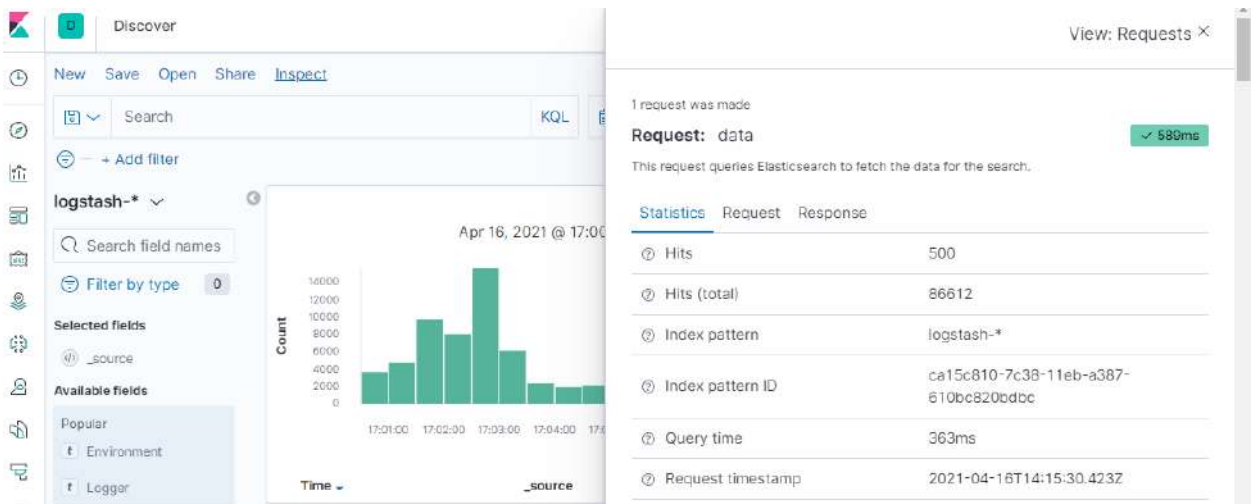 D Discover
New Save Open Share Inspect
Search KQL
+ Add filter
logstash-*
Search field names
Filter by type 0
Selected fields
</> _source
Available fields
Popular
t Environment
t Logger
Apr 16, 2021 @ 17:00
Count
14000
12000
10000
8000
6000
4000
2000
0
17:01:00 17:02:00 17:03:00 17:04:00
Time _source
View: Requests ×
1 request was made
Request: data ✓ 589ms
This request queries Elasticsearch to fetch the data for the search.
Statistics Request Response
Hits 500
Hits (total) 86612
Index pattern logstash-*
Index pattern ID ca15c810-7c38-11eb-a387-
610bc820bdbc
Query time 363ms
Request timestamp 2021-04-16T14:15:30.423Z